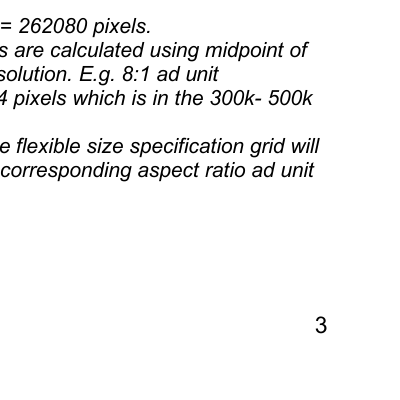 = 262080 pixels.
s are calculated using midpoint of
solution. E.g. 8:1 ad unit
4 pixels which is in the 300k- 500k
e flexible size specification grid will
corresponding aspect ratio ad unit
3